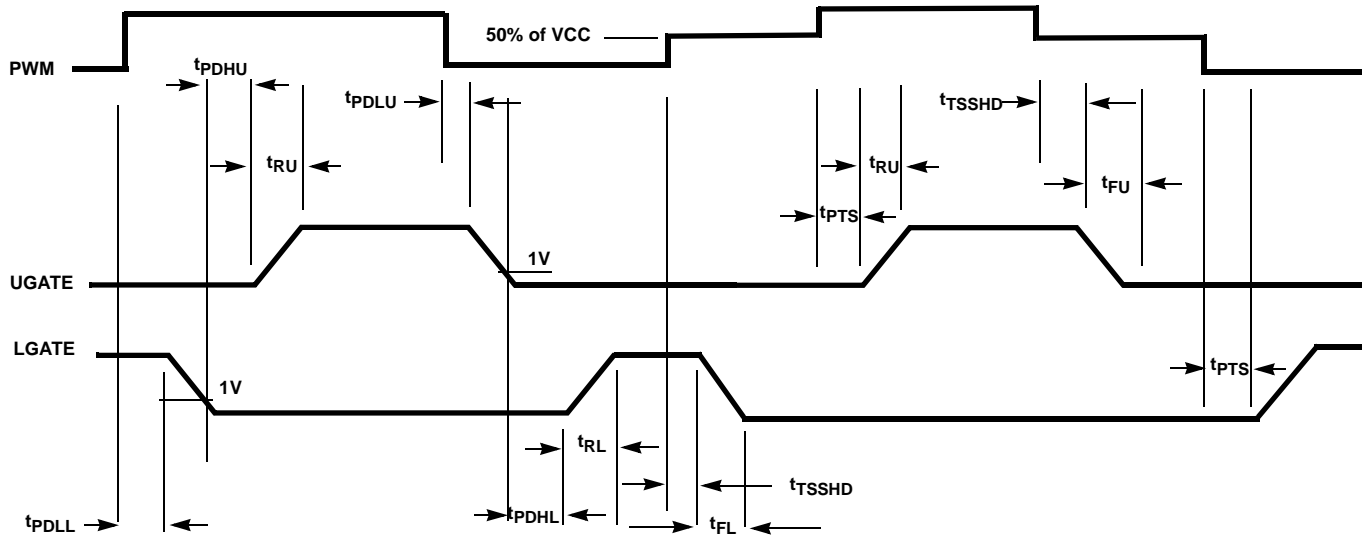 50% of VCC
PWM
tPDHU
tPDLU
tTSSHD
tRU
tRU
tFU
tPTS
1V
UGATE
LGATE
tPTS
1V
tRL
tTSSHD
tPDLL
tPDHL
tFL